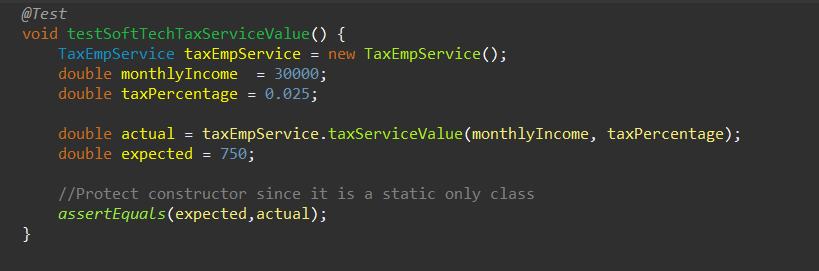 @Test
void testSoftTechTaxServiceValue() {
TaxEmpService taxEmpService = new TaxEmpService();
double monthlyIncome  = 30000;
double taxPercentage = 0.025;
double actual = taxEmpService.taxServiceValue(monthlyIncome, taxPercentage);
double expected = 750;
//Protect constructor since it is a static only class
assertEquals(expected,actual);
}